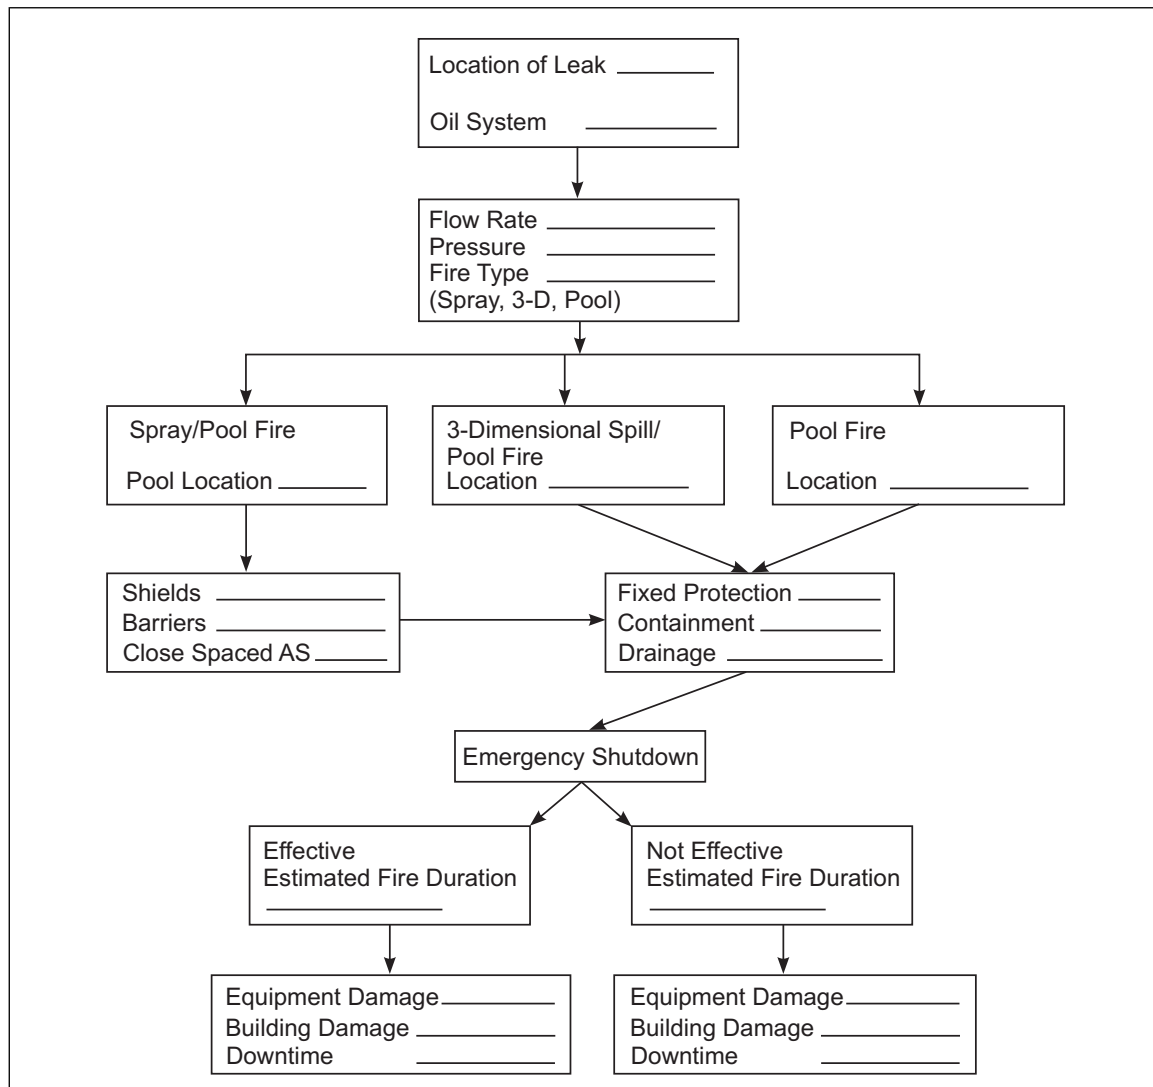 Location of Leak
Oil System
Flow Rate
Pressure
Fire Type
(Spray, 3-D, Pool)
Spray/Pool Fire
Pool Location
3-Dimensional Spill/
Pool Fire
Location
Pool Fire
Location
Shields
Barriers
Close Spaced AS
Fixed Protection
Containment
Drainage
Emergency Shutdown
Effective
Estimated Fire Duration
Not Effective
Estimated Fire Duration
Equipment Damage
Building Damage
Downtime
Equipment Damage
Building Damage
Downtime